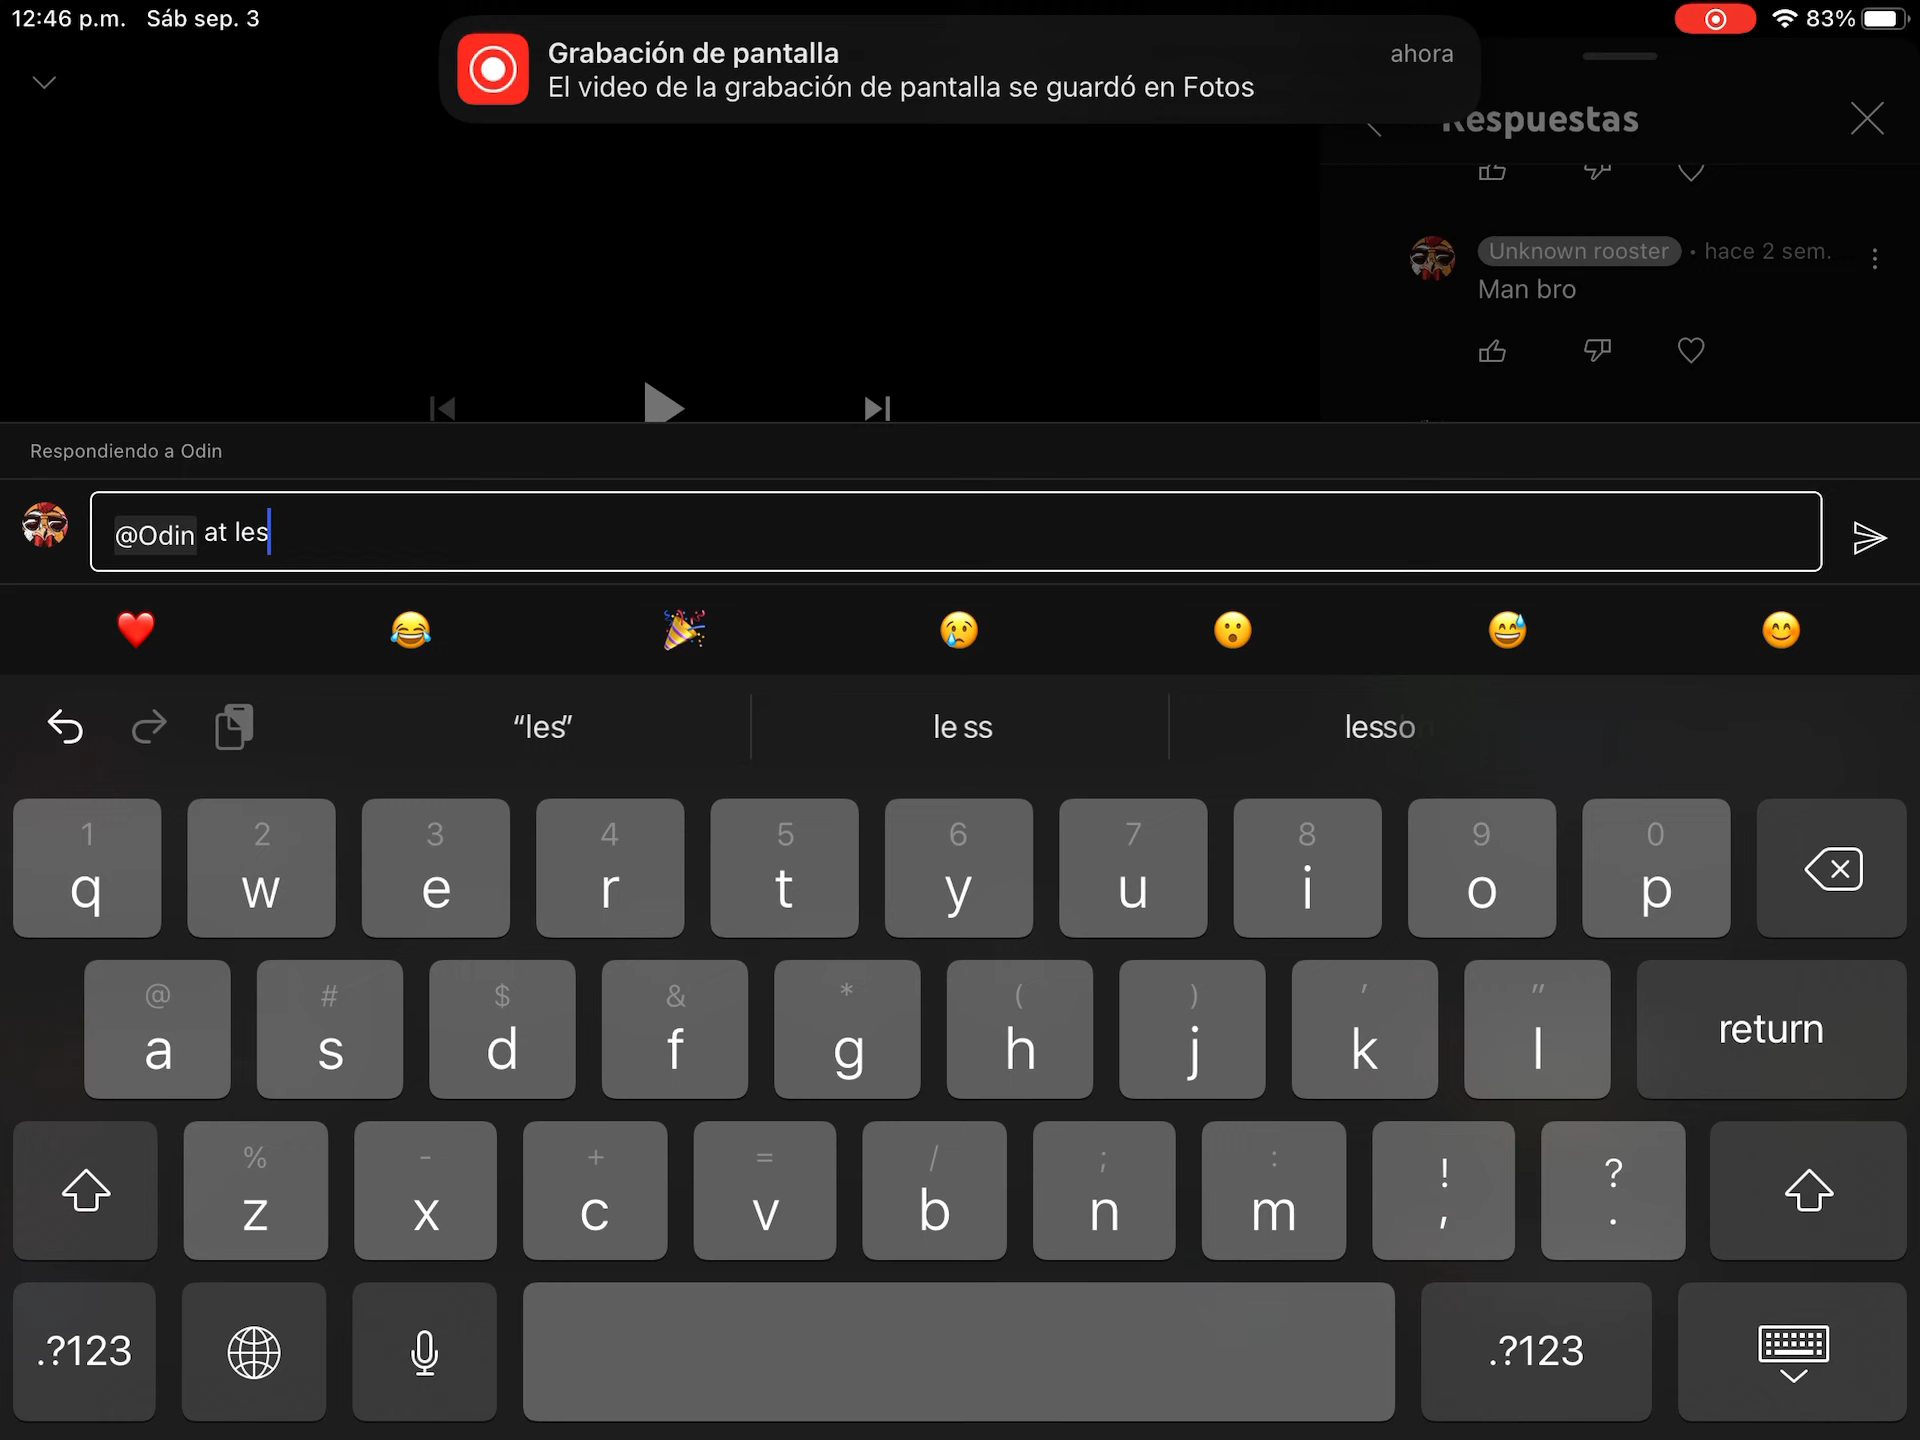 12:46 p.m. Sáb sep. 3
83%
Grabación de pantalla
ahora
El video de la grabación de pantalla se guardó en Fotos
Respuestas
Unknown rooster • hace 2 sem.
Man bro
Respondiendo a Odin
@Odin at les
“les” le ss lesso
1 2 3 4 5 6 7 8 9 0
q w e r t y u i o p
@ # $ & * ( ) ' "
a s d f g h j k l return
% - + = / ; : ! ?
z x c v b n m , .
.?123 .?123